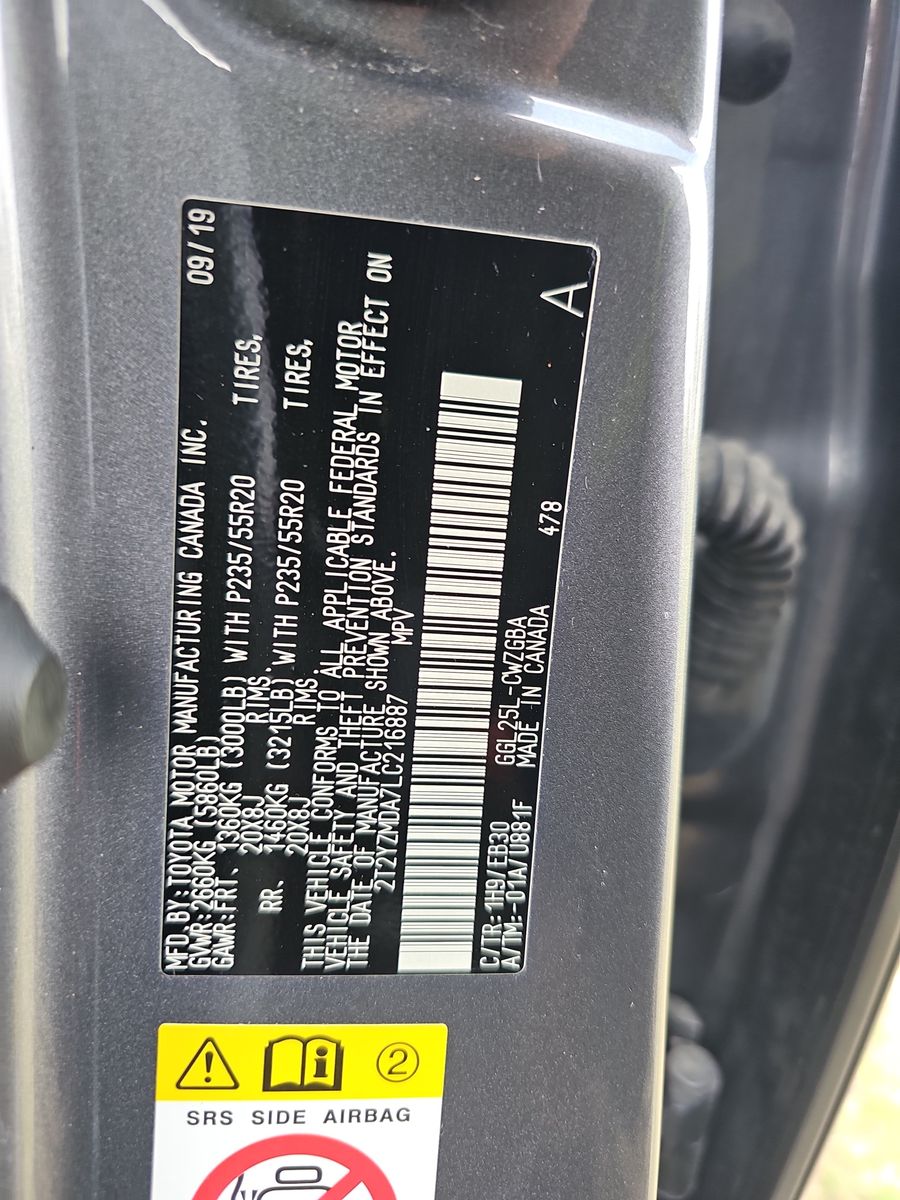 MFD.BY:TOYOTA MOTOR MANUFACTURING CANADA INC. 09/19
GVWR:2660KG (5860LB)
GAWR:FRT. 1360KG (3000LB) WITH P235/55R20 TIRES,
20X8J RIMS.
RR. 1460KG (3215LB) WITH P235/55R20 TIRES,
20X8J RIMS.
THIS VEHICLE CONFORMS TO ALL APPLICABLE FEDERAL MOTOR
VEHICLE SAFETY AND THEFT PREVENTION STANDARDS IN EFFECT ON
THE DATE OF MANUFACTURE SHOWN ABOVE.
2T2YZMDA7LC216887 MPV
C/TR:1H9/EB30 GGL25L-CWZGBA 478 A
A/TM:-01A/U881F MADE IN CANADA
2
SRS SIDE AIRBAG